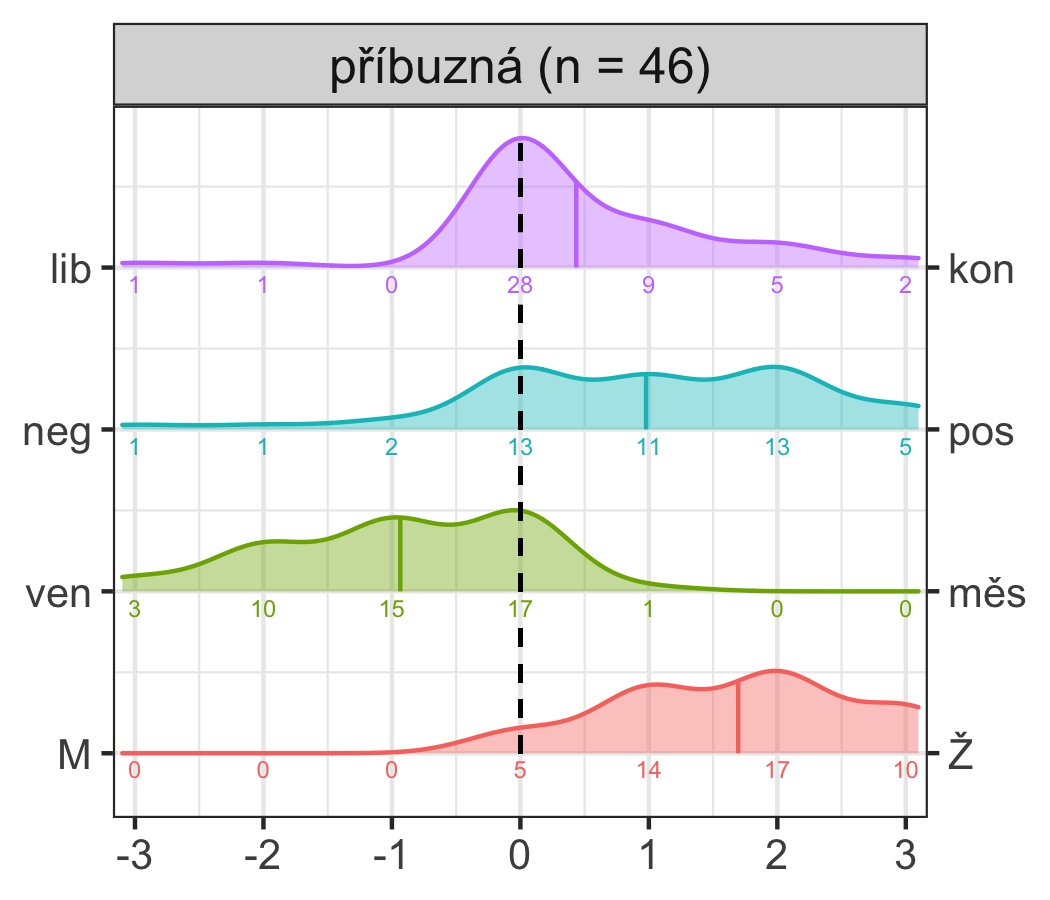 příbuzná (n = 46)
lib kon
1 1 0 28 9 5 2
neg pos
1 1 2 13 11 13 5
ven měs
3 10 15 17 1 0 0
M Ž
0 0 0 5 14 17 10
-3 -2 -1 0 1 2 3